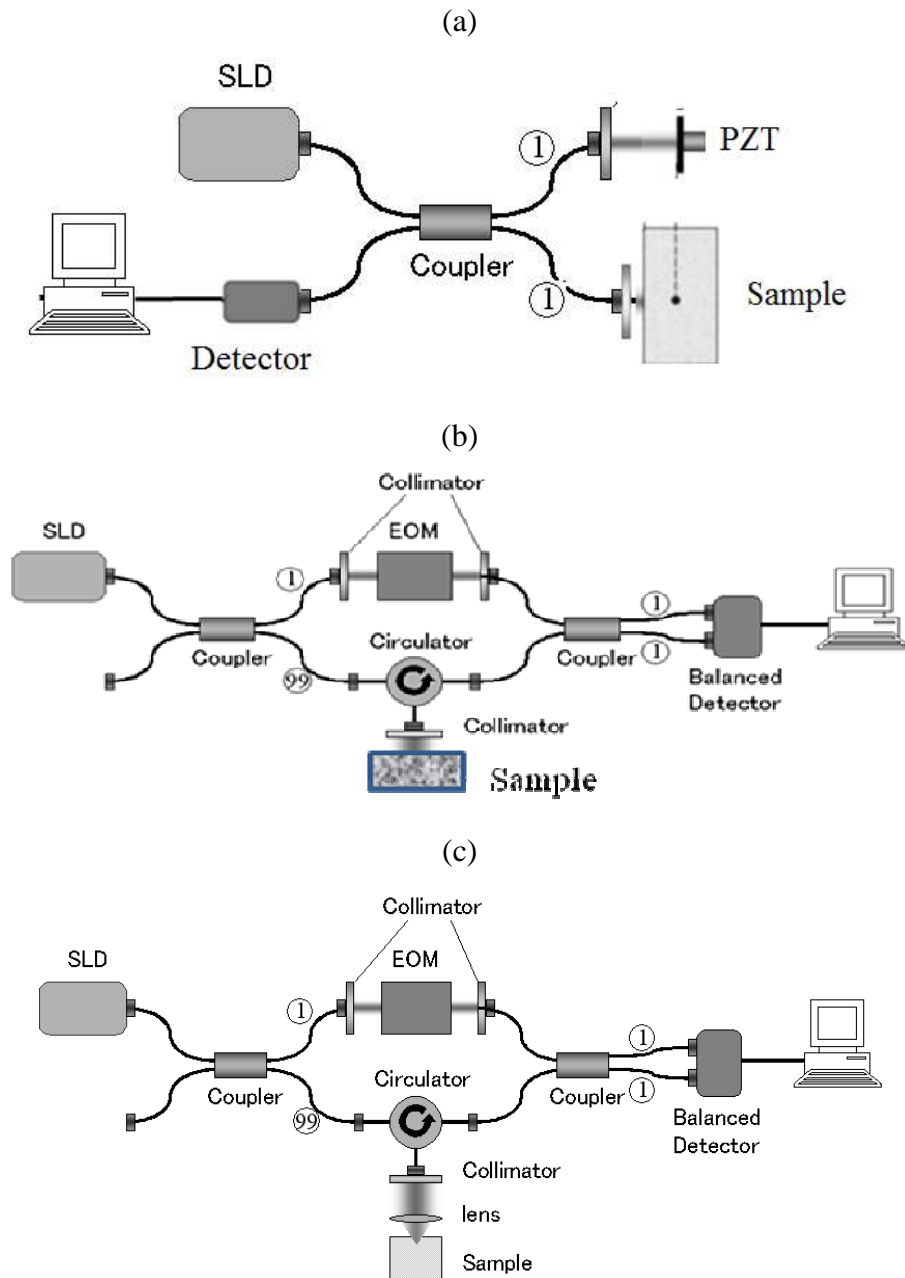 (a)
SLD
1
PZT
Coupler
1
Sample
Detector
(b)
Collimator
SLD
EOM
1
1
Coupler
Circulator
Coupler
1
99
Balanced
Detector
Collimator
Sample
(c)
Collimator
SLD
EOM
1
1
Coupler
Circulator
Coupler
1
99
Balanced
Detector
Collimator
lens
Sample